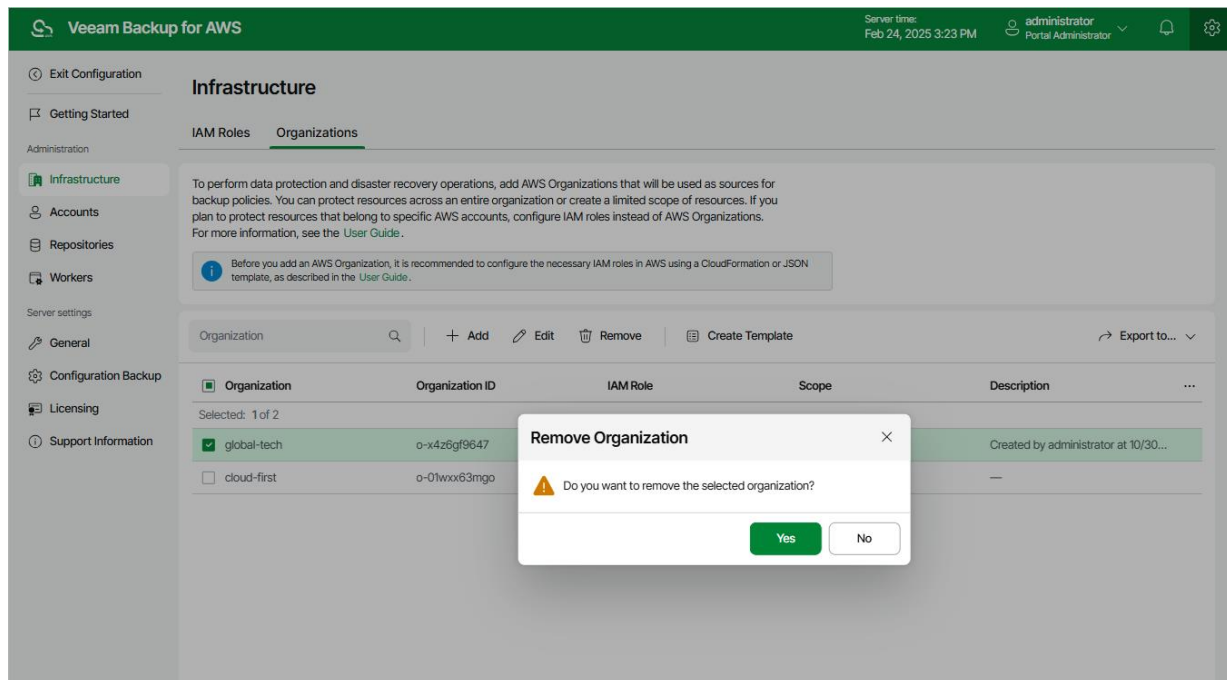 Veeam Backup for AWS
Server time:
Feb 24, 2025 3:23 PM
administrator
Portal Administrator
Exit Configuration
Getting Started
Administration
Infrastructure
Accounts
Repositories
Workers
Server settings
General
Configuration Backup
Licensing
Support Information
Infrastructure
IAM Roles Organizations
To perform data protection and disaster recovery operations, add AWS Organizations that will be used as sources for
backup policies. You can protect resources across an entire organization or create a limited scope of resources. If you
plan to protect resources that belong to specific AWS accounts, configure IAM roles instead of AWS Organizations.
For more information, see the User Guide.
Before you add an AWS Organization, it is recommended to configure the necessary IAM roles in AWS using a CloudFormation or JSON
template, as described in the User Guide.
Organization Add Edit Remove Create Template Export to...
Organization Organization ID IAM Role Scope Description ...
Selected: 1 of 2
global-tech o-x4z6gf9647 Created by administrator at 10/30...
cloud-first o-01wxx63mgo —
Remove Organization
Do you want to remove the selected organization?
Yes No